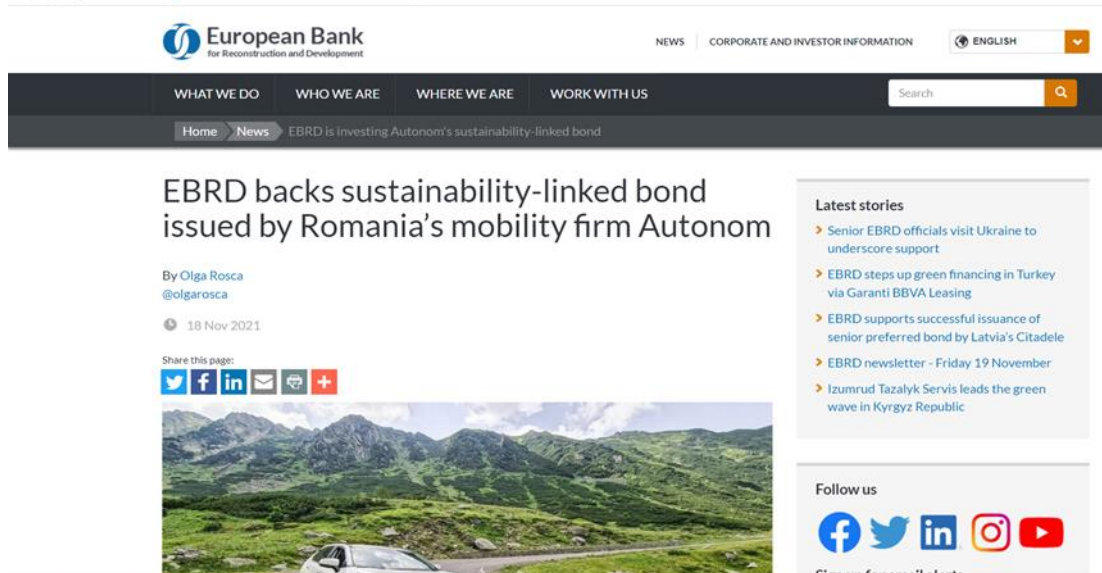 European Bank
for Reconstruction and Development
NEWS
CORPORATE AND INVESTOR INFORMATION
ENGLISH
WHAT WE DO
WHO WE ARE
WHERE WE ARE
WORK WITH US
Search
Home
News
EBRD is investing Autonom's sustainability-linked bond
EBRD backs sustainability-linked bond
issued by Romania's mobility firm Autonom
By Olga Rosca
@olgarosca
18 Nov 2021
Share this page:
Latest stories
Senior EBRD officials visit Ukraine to
underscore support
EBRD steps up green financing in Turkey
via Garanti BBVA Leasing
EBRD supports successful issuance of
senior preferred bond by Latvia's Citadele
EBRD newsletter - Friday 19 November
Izumrud Tazalyk Servis leads the green
wave in Kyrgyz Republic
Follow us